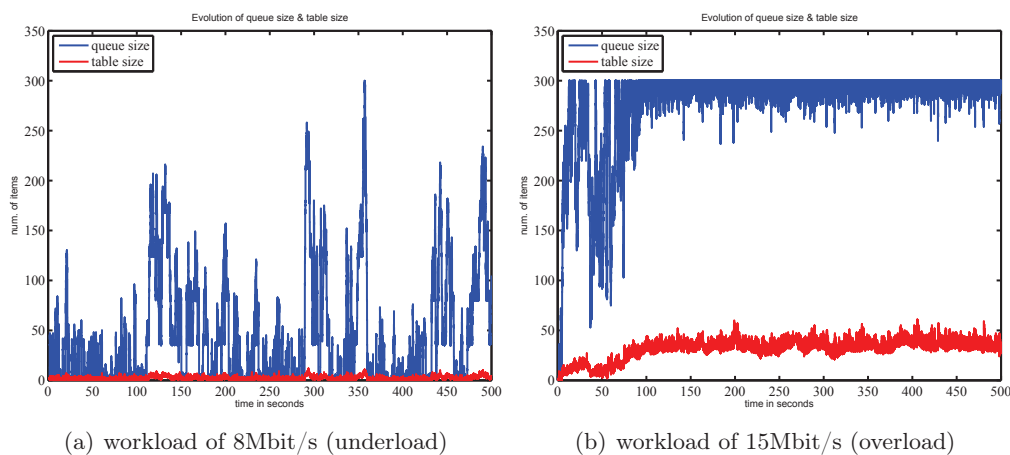 Evolution of queue size & table size
350
300
250
200
150
100
50
0
num. of items
queue size
table size
0 50 100 150 200 250 300 350 400 450 500
time in seconds
(a) workload of 8Mbit/s (underload)
Evolution of queue size & table size
350
300
250
200
150
100
50
0
num. of items
queue size
table size
0 50 100 150 200 250 300 350 400 450 500
time in seconds
(b) workload of 15Mbit/s (overload)